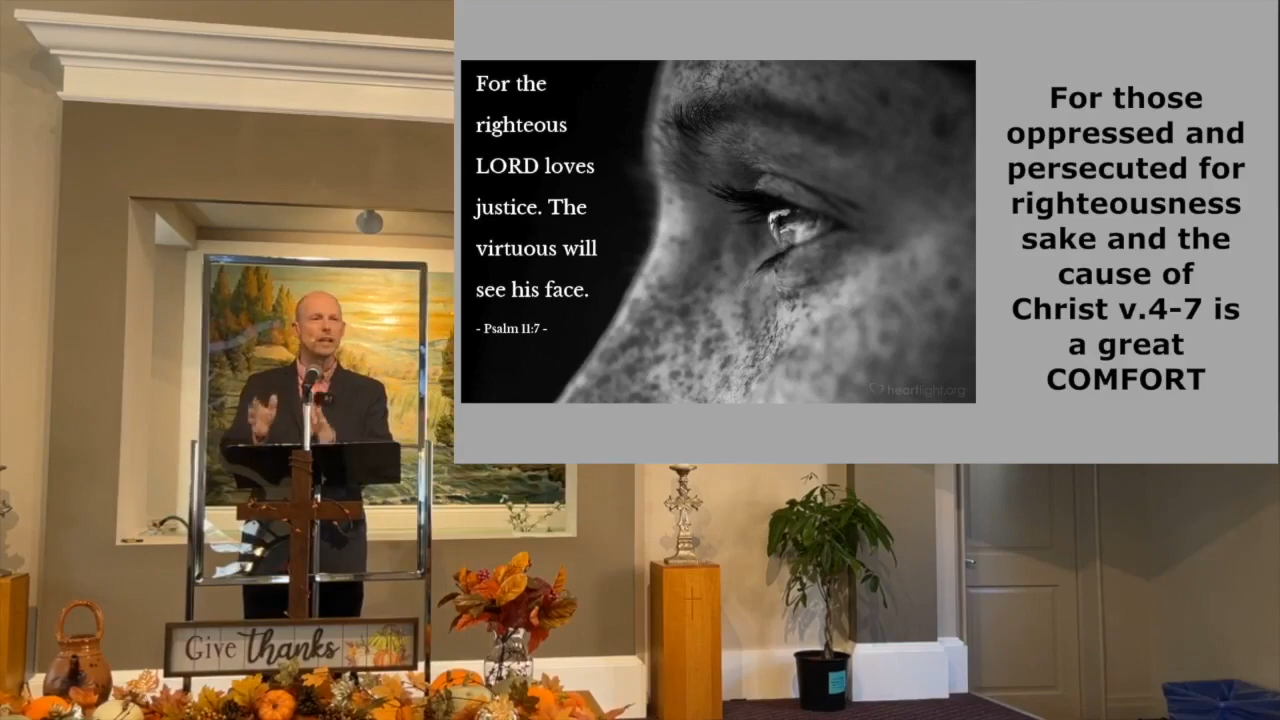 For the
righteous
LORD loves
justice. The
virtuous will
see his face.
- Psalm 11:7 -
heartlight.org
For those
oppressed and
persecuted for
righteousness
sake and the
cause of
Christ v.4-7 is
a great
COMFORT
Give thanks